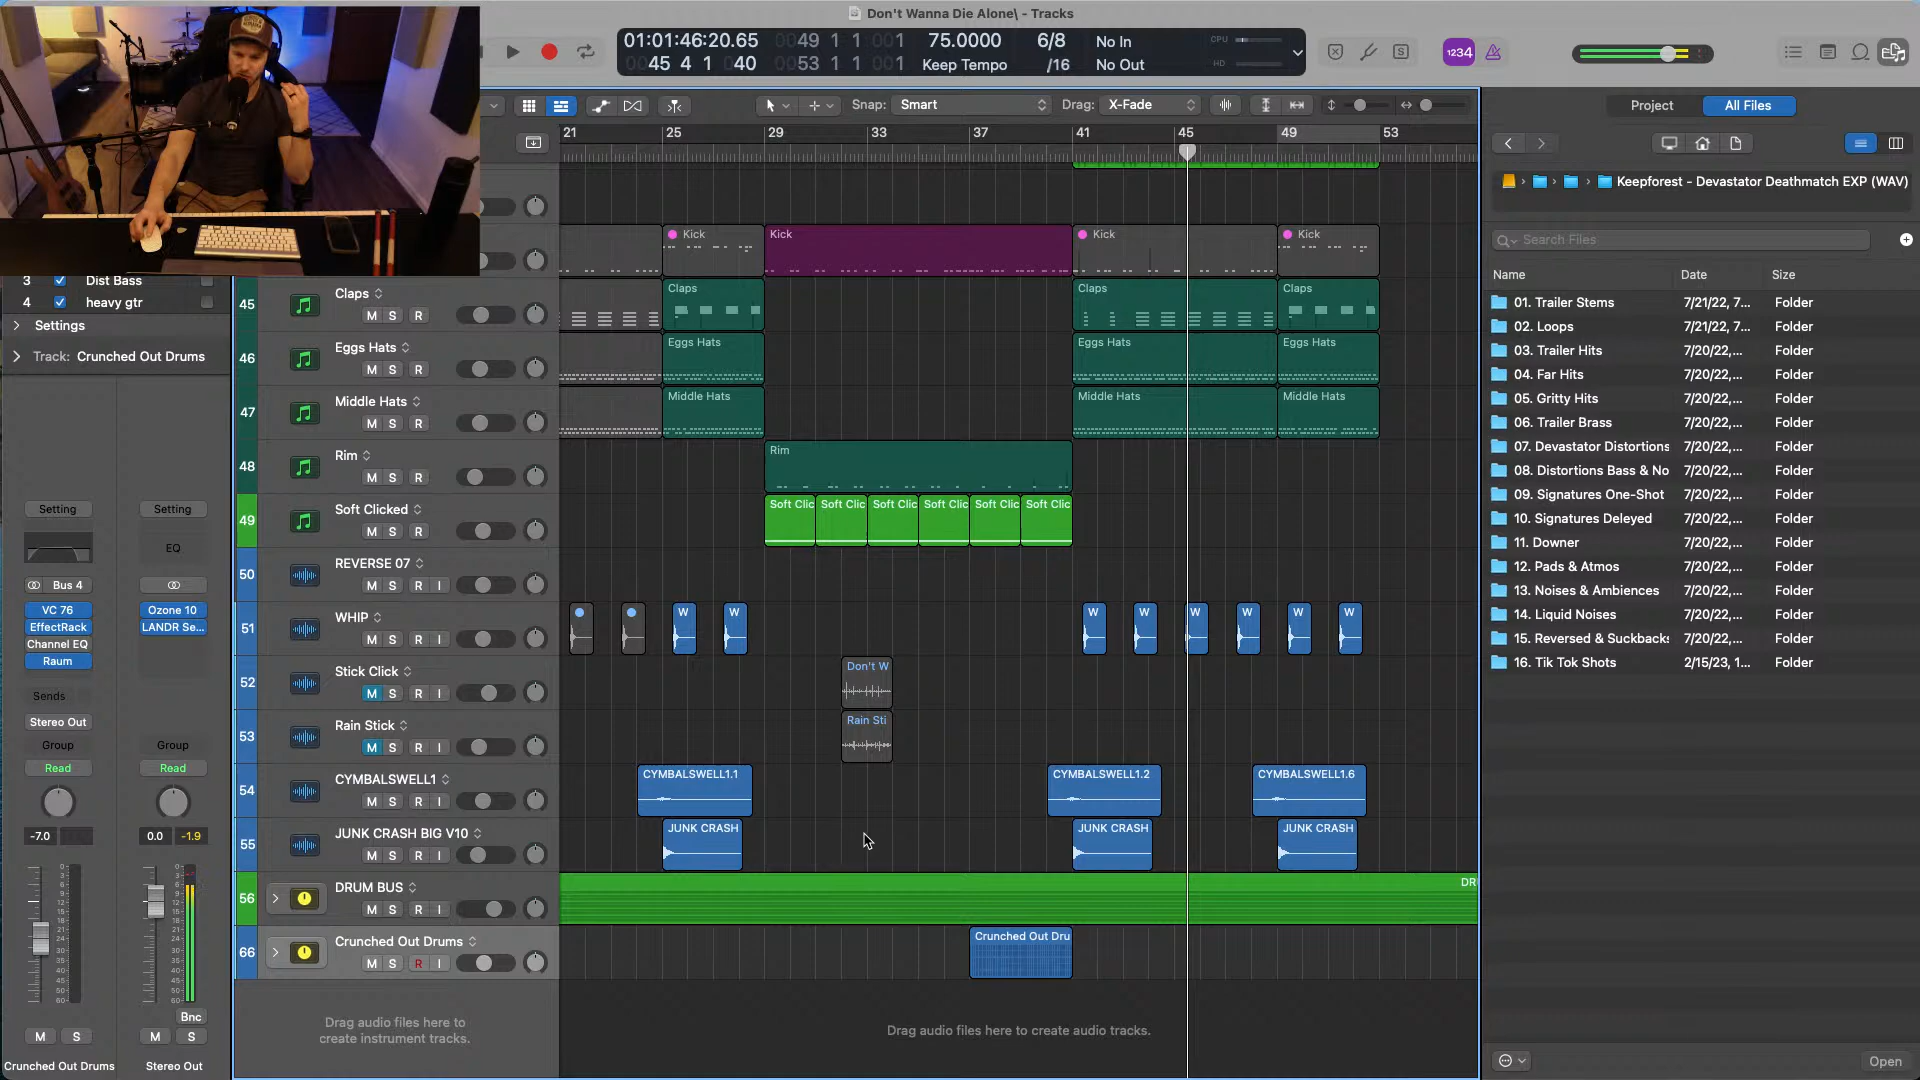 Don't Wanna Die Alone\ - Tracks
01:01:46:20.65
0045 4 1 040
0049 1 1 001
0053 1 1 001
75.0000
Keep Tempo
6/8
/16
No In
No Out
CPU
HD
1234
Snap: Smart
Drag: X-Fade
21 25 29 33 37 41 45 49 53
3 Dist Bass
4 heavy gtr
Settings
Track: Crunched Out Drums
Setting
Bus 4
VC 76
EffectRack
Channel EQ
Raum
Sends
Stereo Out
Group
Read
-7.0
M S
Crunched Out Drums
Setting
EQ
Ozone 10
LANDR Se...
Group
Read
0.0 -1.9
Bnc
M S
Stereo Out
Kick Kick Kick Kick
45 Claps
M S R
Claps Claps Claps
46 Eggs Hats
M S R
Eggs Hats Eggs Hats Eggs Hats
47 Middle Hats
M S R
Middle Hats Middle Hats Middle Hats
48 Rim
M S R
Rim
49 Soft Clicked
M S R
Soft Clic Soft Clic Soft Clic Soft Clic Soft Clic Soft Clic
50 REVERSE 07
M S R I
51 WHIP
M S R I
W W W W W W W W
52 Stick Click
M S R I
Don't W
53 Rain Stick
M S R I
Rain Sti
54 CYMBALSWELL1
M S R I
CYMBALSWELL1.1 CYMBALSWELL1.2 CYMBALSWELL1.6
55 JUNK CRASH BIG V10
M S R I
JUNK CRASH JUNK CRASH JUNK CRASH
56 DRUM BUS
M S R I
DR
66 Crunched Out Drums
M S R I
Crunched Out Dru
Drag audio files here to
create instrument tracks.
Drag audio files here to create audio tracks.
Project All Files
Keepforest - Devastator Deathmatch EXP (WAV)
Search Files
Name Date Size
01. Trailer Stems 7/21/22, 7... Folder
02. Loops 7/21/22, 7... Folder
03. Trailer Hits 7/20/22,... Folder
04. Far Hits 7/20/22,... Folder
05. Gritty Hits 7/20/22,... Folder
06. Trailer Brass 7/20/22,... Folder
07. Devastator Distortions 7/20/22,... Folder
08. Distortions Bass & No 7/20/22,... Folder
09. Signatures One-Shot 7/20/22,... Folder
10. Signatures Deleyed 7/20/22,... Folder
11. Downer 7/20/22,... Folder
12. Pads & Atmos 7/20/22,... Folder
13. Noises & Ambiences 7/20/22,... Folder
14. Liquid Noises 7/20/22,... Folder
15. Reversed & Suckbacks 7/20/22,... Folder
16. Tik Tok Shots 2/15/23, 1... Folder
Open